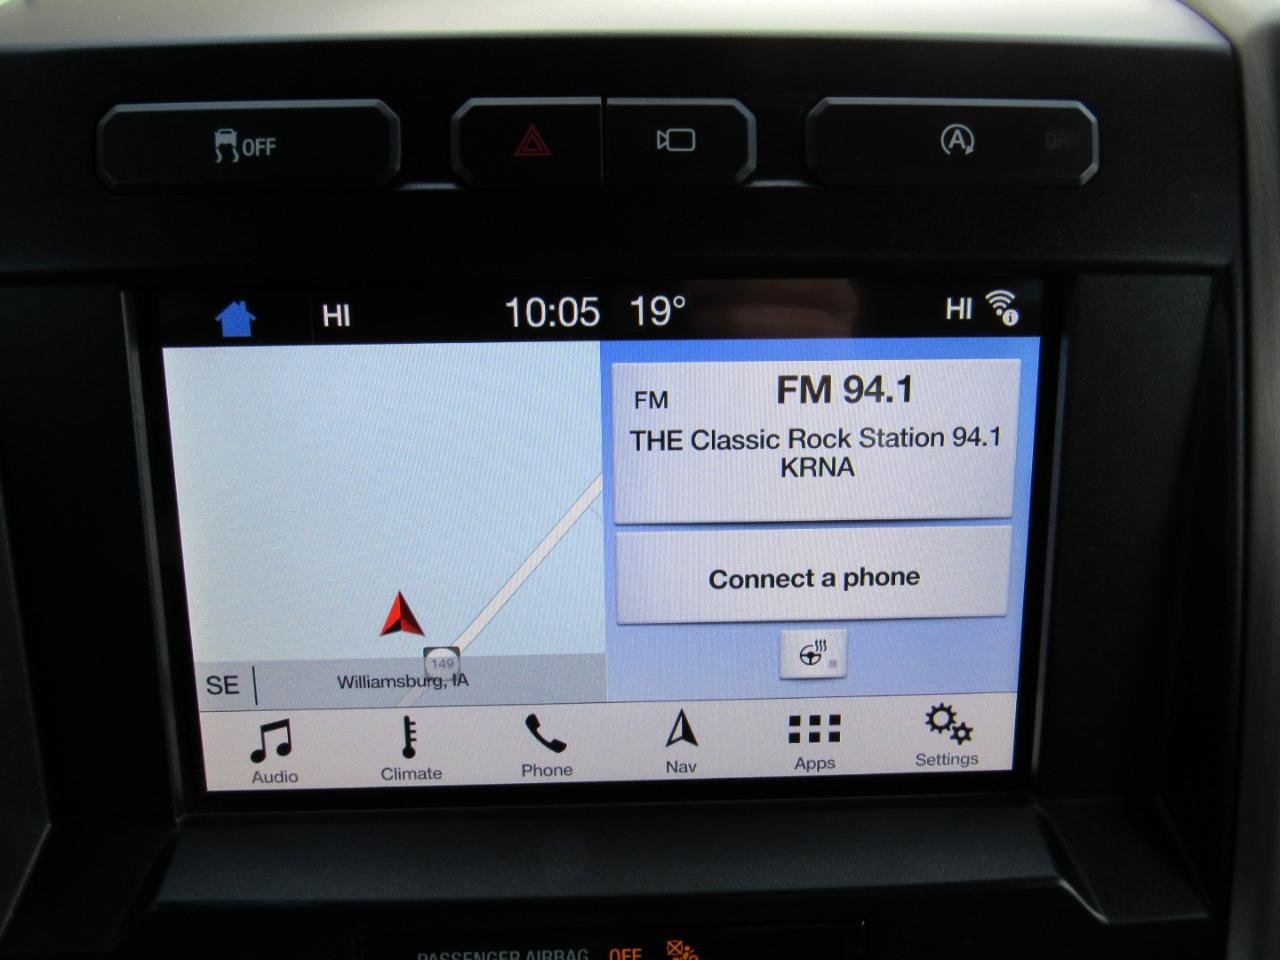 OFF
A OFF
HI 10:05 19° HI
FM FM 94.1
THE Classic Rock Station 94.1
KRNA
Connect a phone
149
SE Williamsburg, IA
Audio Climate Phone Nav Apps Settings
PASSENGER AIRBAG OFF